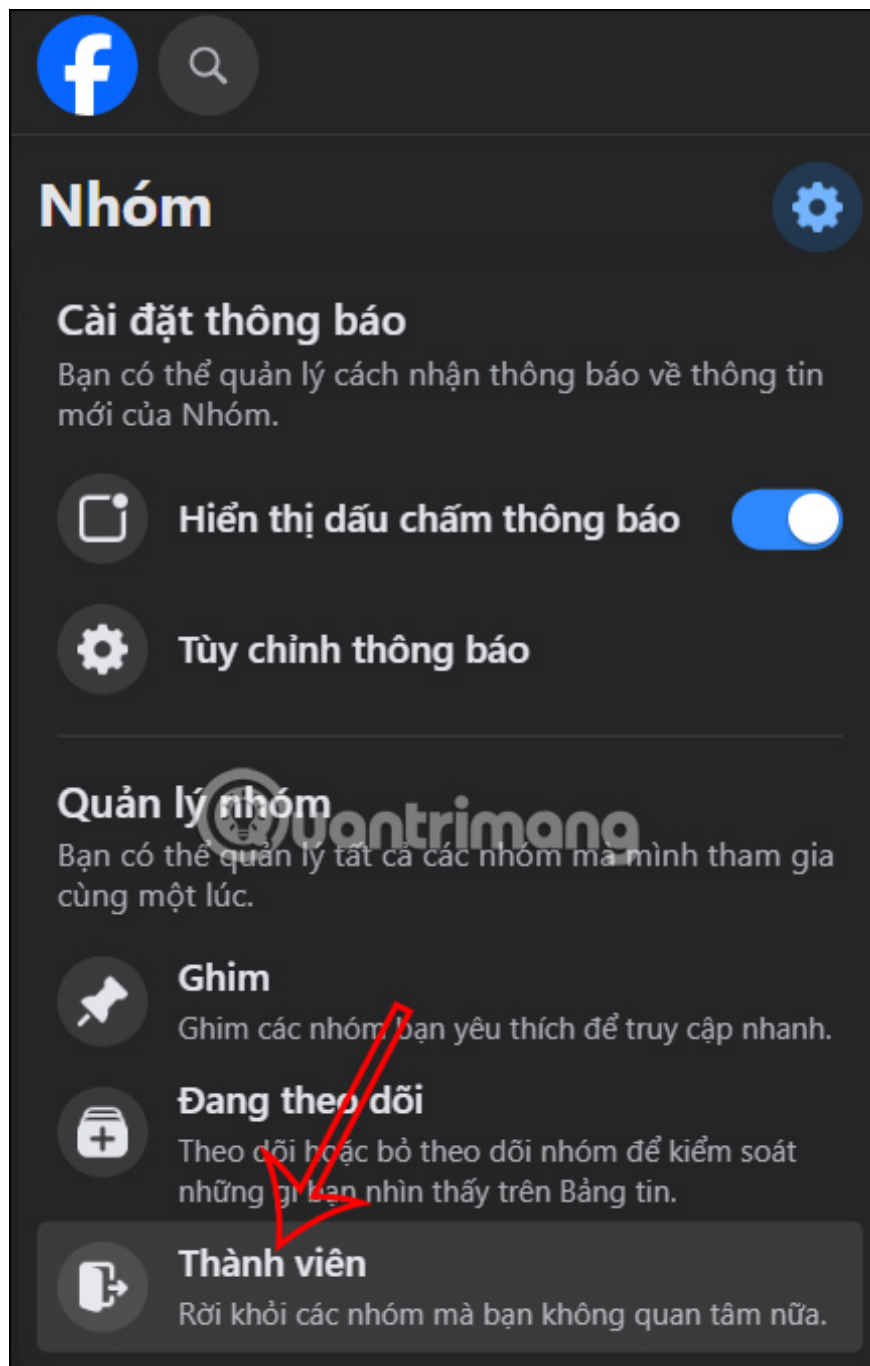 Nhóm
Cài đặt thông báo
Bạn có thể quản lý cách nhận thông báo về thông tin
mới của Nhóm.
Hiển thị dấu chấm thông báo
Tùy chỉnh thông báo
Quản lý nhóm
Quantrimang
Bạn có thể quản lý tất cả các nhóm mà mình tham gia
cùng một lúc.
Ghim
Ghim các nhóm bạn yêu thích để truy cập nhanh.
Đang theo dõi
Theo dõi hoặc bỏ theo dõi nhóm để kiểm soát
những gì bạn nhìn thấy trên Bảng tin.
Thành viên
Rời khỏi các nhóm mà bạn không quan tâm nữa.